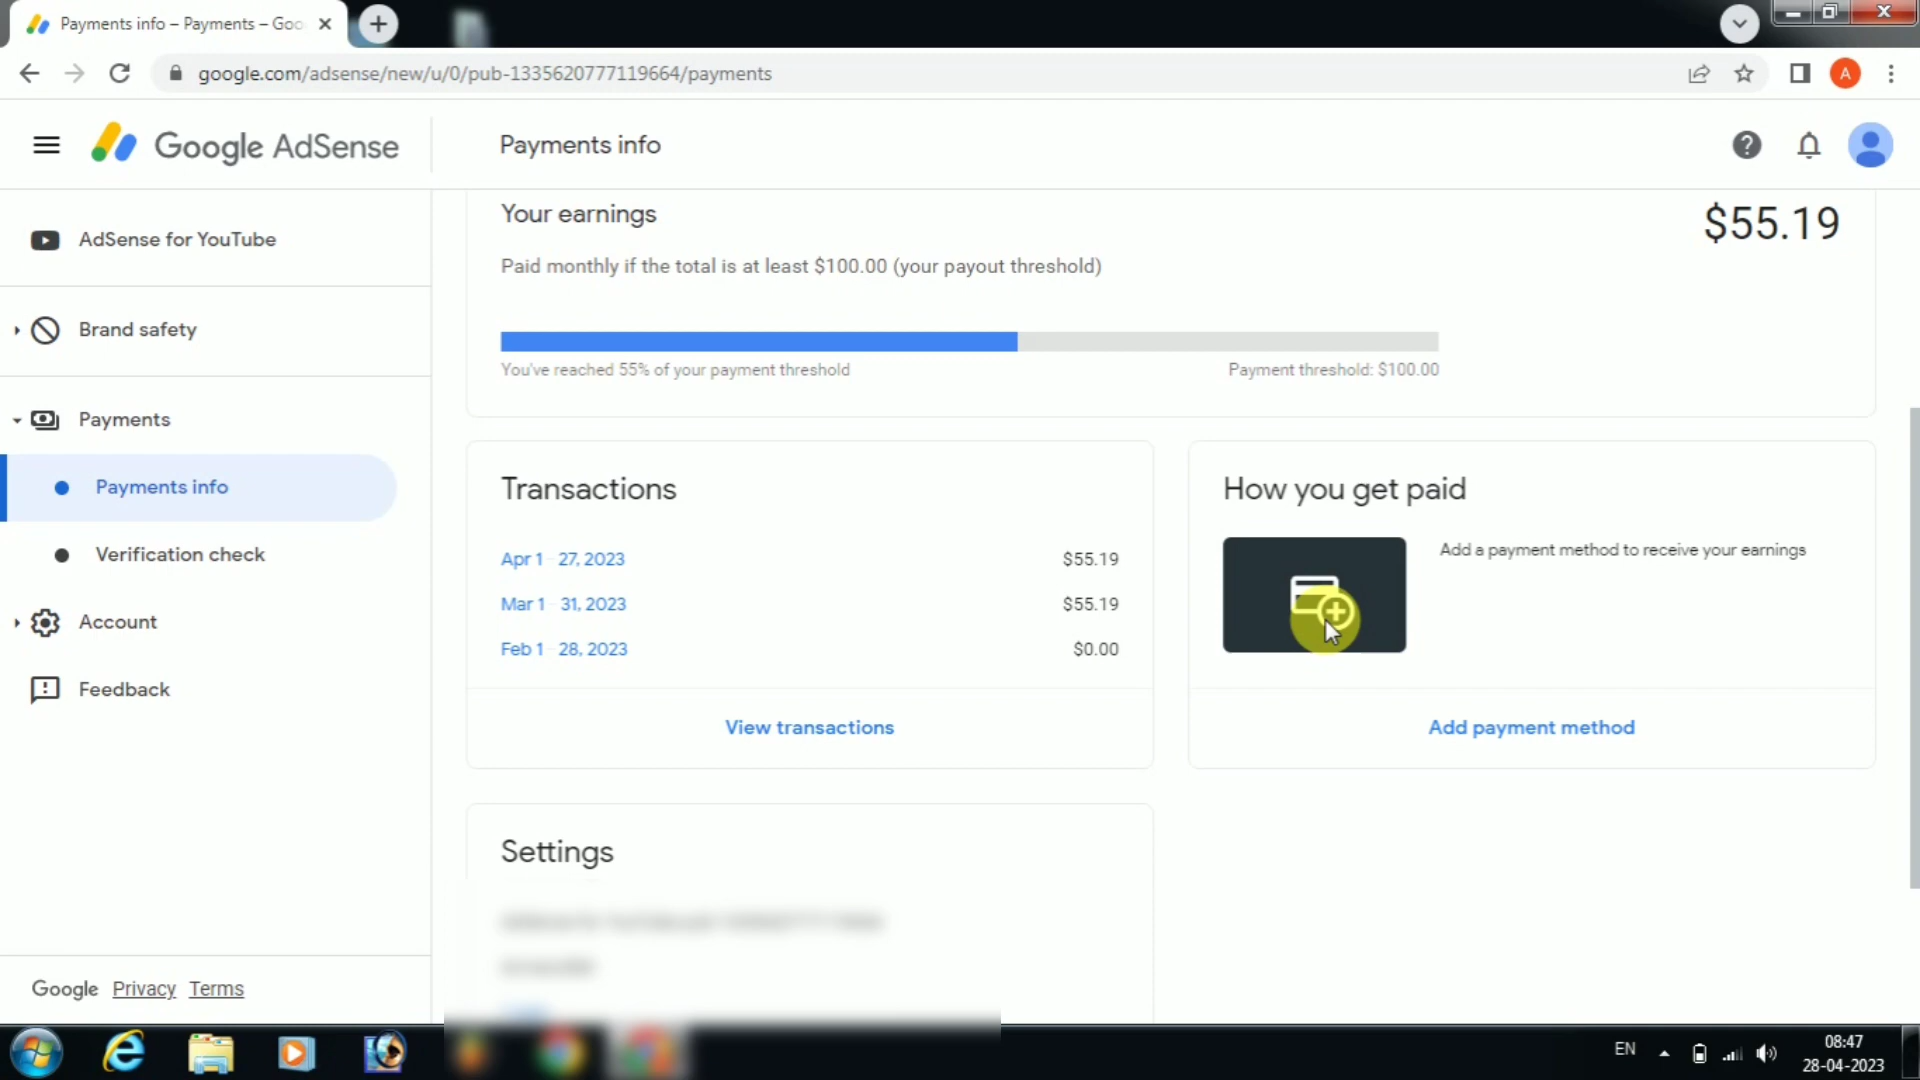 Payments info – Payments – Goo
google.com/adsense/new/u/0/pub-1335620777119664/payments
A
Google AdSense
Payments info
AdSense for YouTube
Brand safety
Payments
Payments info
Verification check
Account
Feedback
Google Privacy Terms
Your earnings
$55.19
Paid monthly if the total is at least $100.00 (your payout threshold)
You've reached 55% of your payment threshold
Payment threshold: $100.00
Transactions
Apr 1 - 27, 2023 $55.19
Mar 1 - 31, 2023 $55.19
Feb 1 - 28, 2023 $0.00
View transactions
How you get paid
Add a payment method to receive your earnings
Add payment method
Settings
EN
08:47
28-04-2023